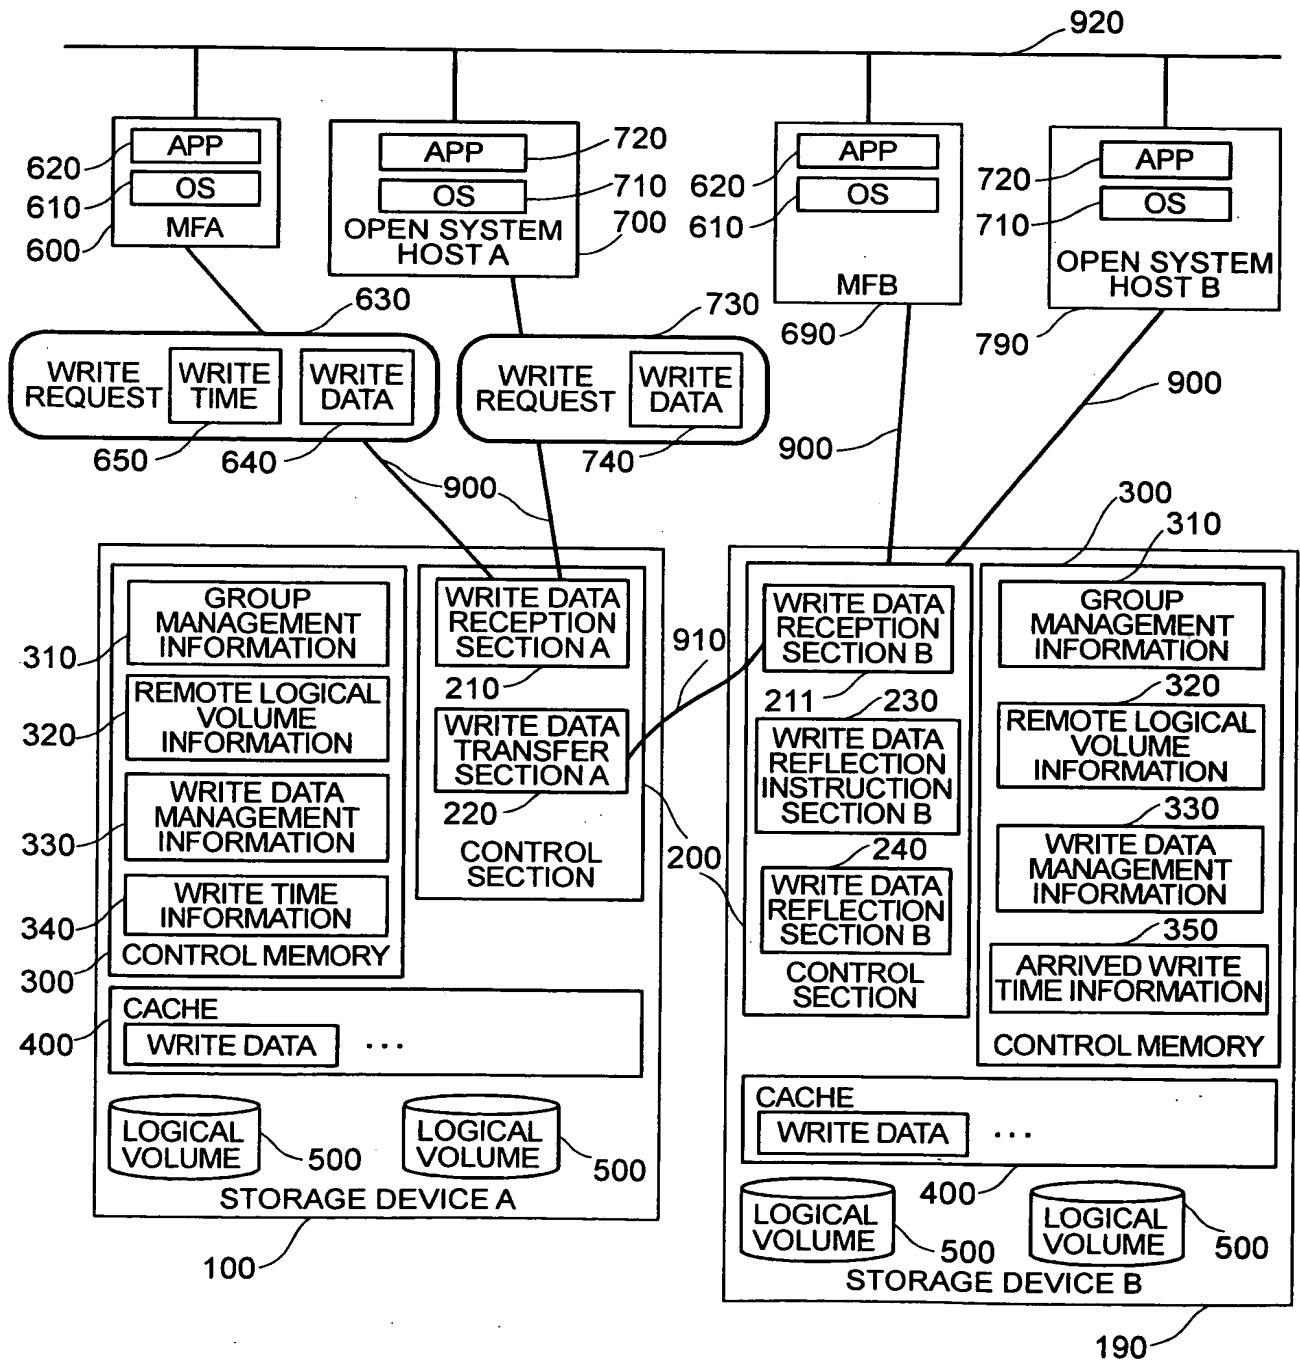 920
APP
OS
MFA
620
610
600
APP
OS
OPEN SYSTEM
HOST A
720
710
700
APP
OS
MFB
620
610
690
APP
OS
OPEN SYSTEM
HOST B
720
710
790
630
WRITE
REQUEST
WRITE
TIME
WRITE
DATA
650
640
730
WRITE
REQUEST
WRITE
DATA
740
900
900
900
GROUP
MANAGEMENT
INFORMATION
310
REMOTE LOGICAL
VOLUME
INFORMATION
320
WRITE DATA
MANAGEMENT
INFORMATION
330
WRITE TIME
INFORMATION
340
CONTROL MEMORY
300
WRITE DATA
RECEPTION
SECTION A
210
WRITE DATA
TRANSFER
SECTION A
220
CONTROL
SECTION
200
910
CACHE
WRITE DATA
...
400
LOGICAL
VOLUME
500
LOGICAL
VOLUME
500
STORAGE DEVICE A
100
WRITE DATA
RECEPTION
SECTION B
211
230
WRITE DATA
REFLECTION
INSTRUCTION
SECTION B
240
WRITE DATA
REFLECTION
SECTION B
CONTROL
SECTION
300
310
GROUP
MANAGEMENT
INFORMATION
320
REMOTE LOGICAL
VOLUME
INFORMATION
330
WRITE DATA
MANAGEMENT
INFORMATION
350
ARRIVED WRITE
TIME INFORMATION
CONTROL MEMORY
CACHE
WRITE DATA
...
400
LOGICAL
VOLUME
500
LOGICAL
VOLUME
500
STORAGE DEVICE B
190